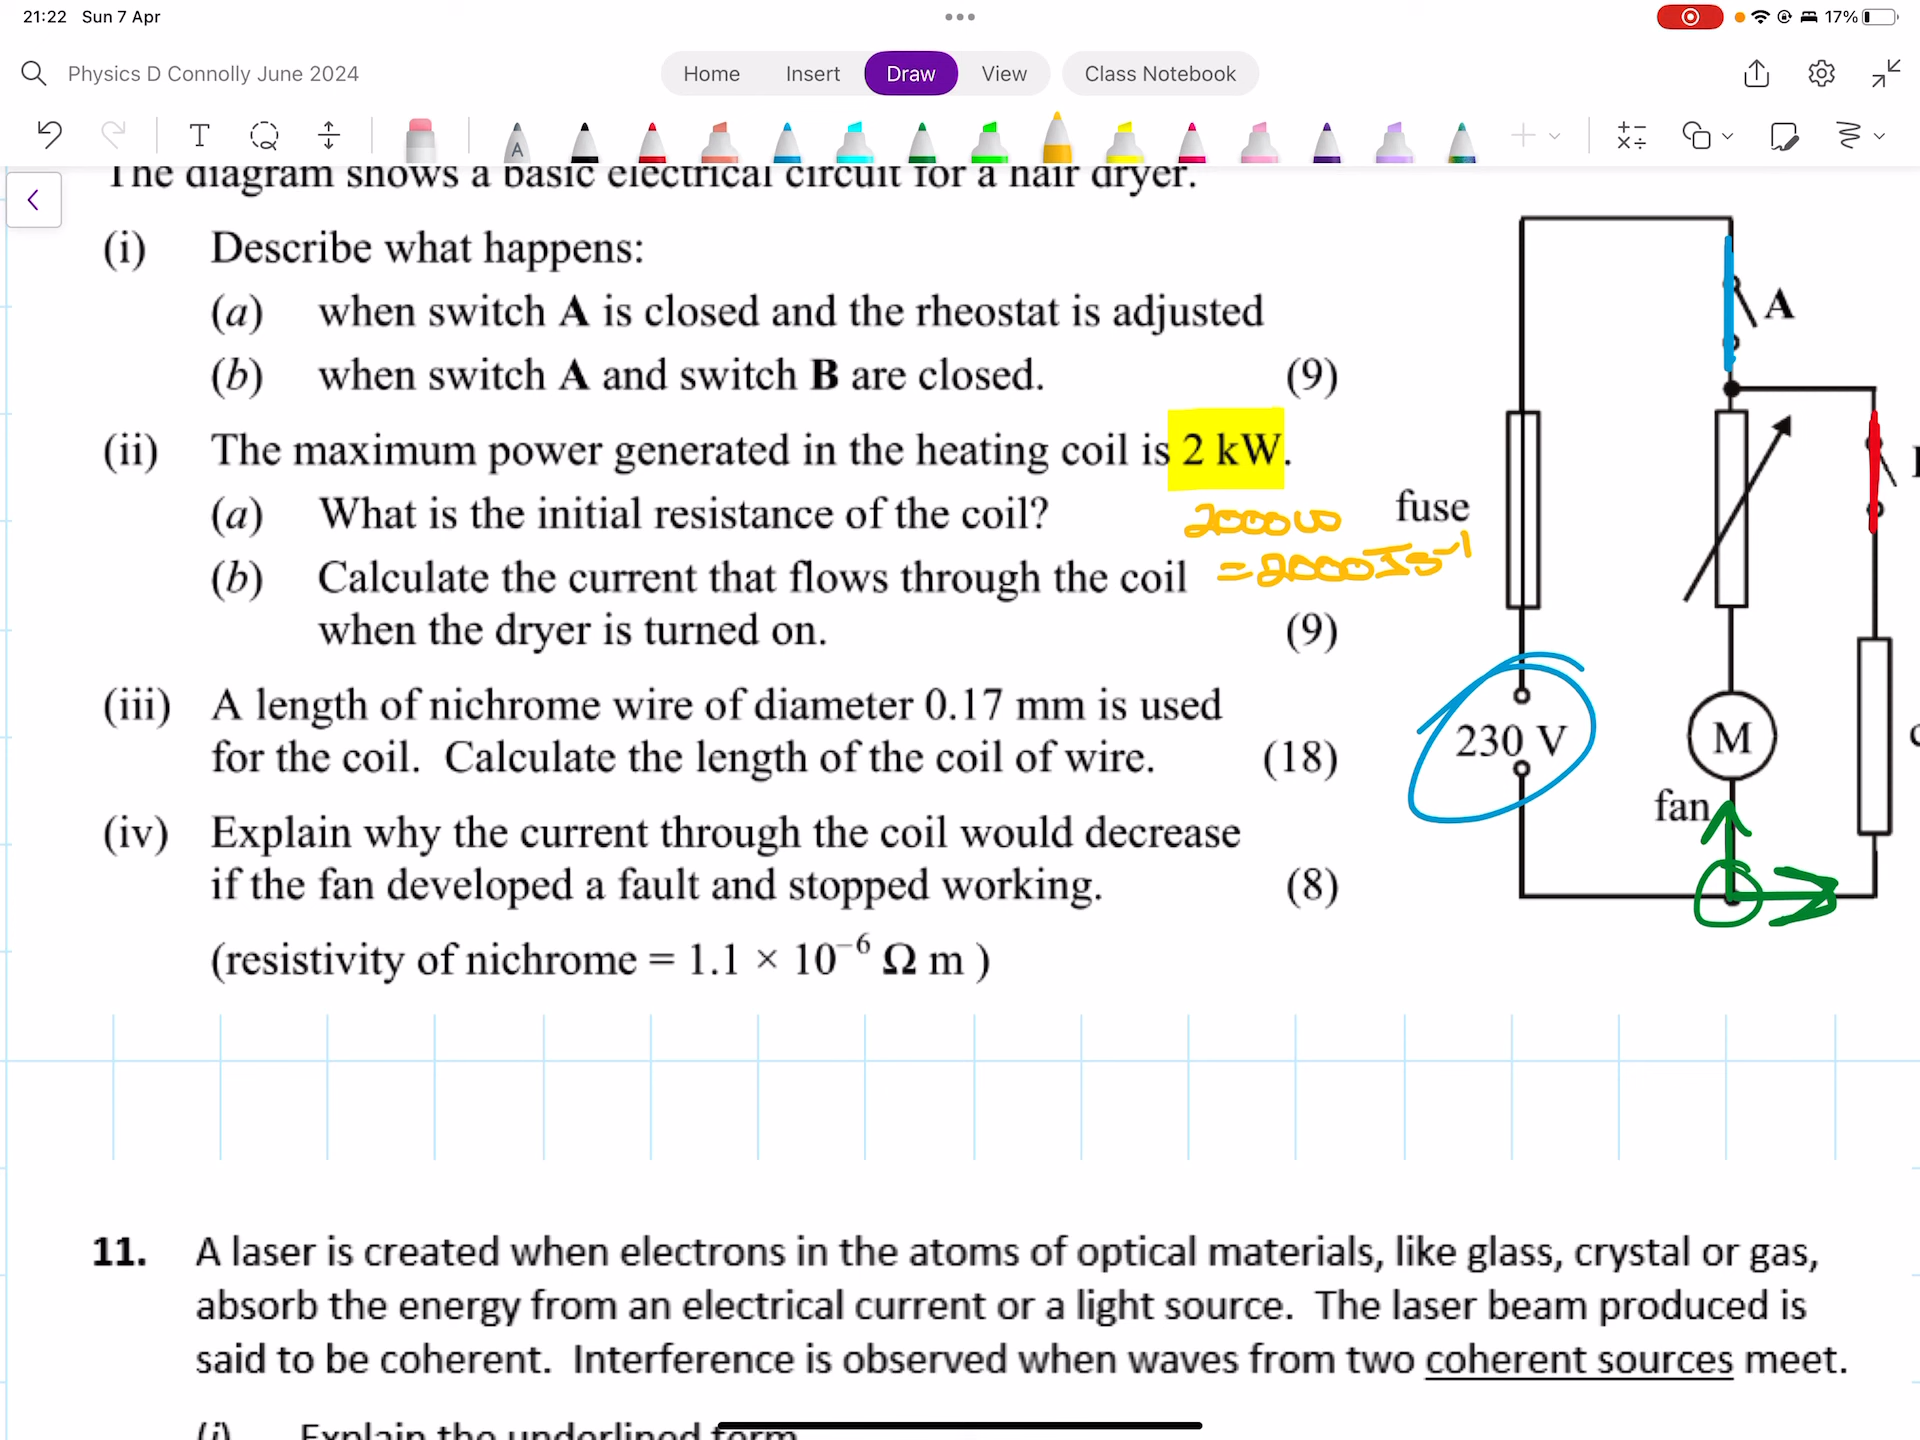 21:22 Sun 7 Apr
17%
Physics D Connolly June 2024
Home Insert Draw View Class Notebook
T
A
The diagram shows a basic electrical circuit for a hair dryer.
(i) Describe what happens:
(a) when switch A is closed and the rheostat is adjusted
(b) when switch A and switch B are closed. (9)
(ii) The maximum power generated in the heating coil is 2 kW.
(a) What is the initial resistance of the coil?
2000 W
(b) Calculate the current that flows through the coil
= 2000 Js⁻¹
when the dryer is turned on. (9)
(iii) A length of nichrome wire of diameter 0.17 mm is used
for the coil. Calculate the length of the coil of wire. (18)
(iv) Explain why the current through the coil would decrease
if the fan developed a fault and stopped working. (8)
(resistivity of nichrome = 1.1 × 10⁻⁶ Ω m )
A
fuse
230 V
M
fan
11. A laser is created when electrons in the atoms of optical materials, like glass, crystal or gas,
absorb the energy from an electrical current or a light source. The laser beam produced is
said to be coherent. Interference is observed when waves from two coherent sources meet.
(i) Explain the underlined term